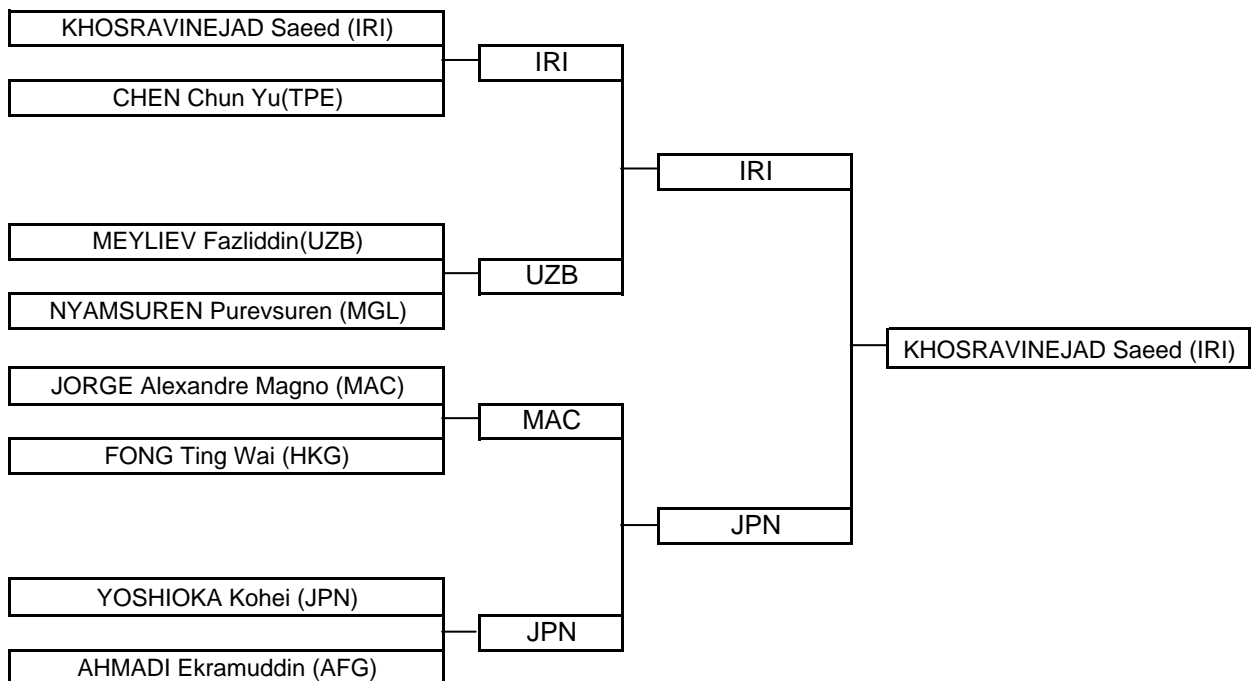 KHOSRAVINEJAD Saeed (IRI)
IRI
CHEN Chun Yu(TPE)
IRI
MEYLIEV Fazliddin(UZB)
UZB
NYAMSUREN Purevsuren (MGL)
KHOSRAVINEJAD Saeed (IRI)
JORGE Alexandre Magno (MAC)
MAC
FONG Ting Wai (HKG)
JPN
YOSHIOKA Kohei (JPN)
JPN
AHMADI Ekramuddin (AFG)